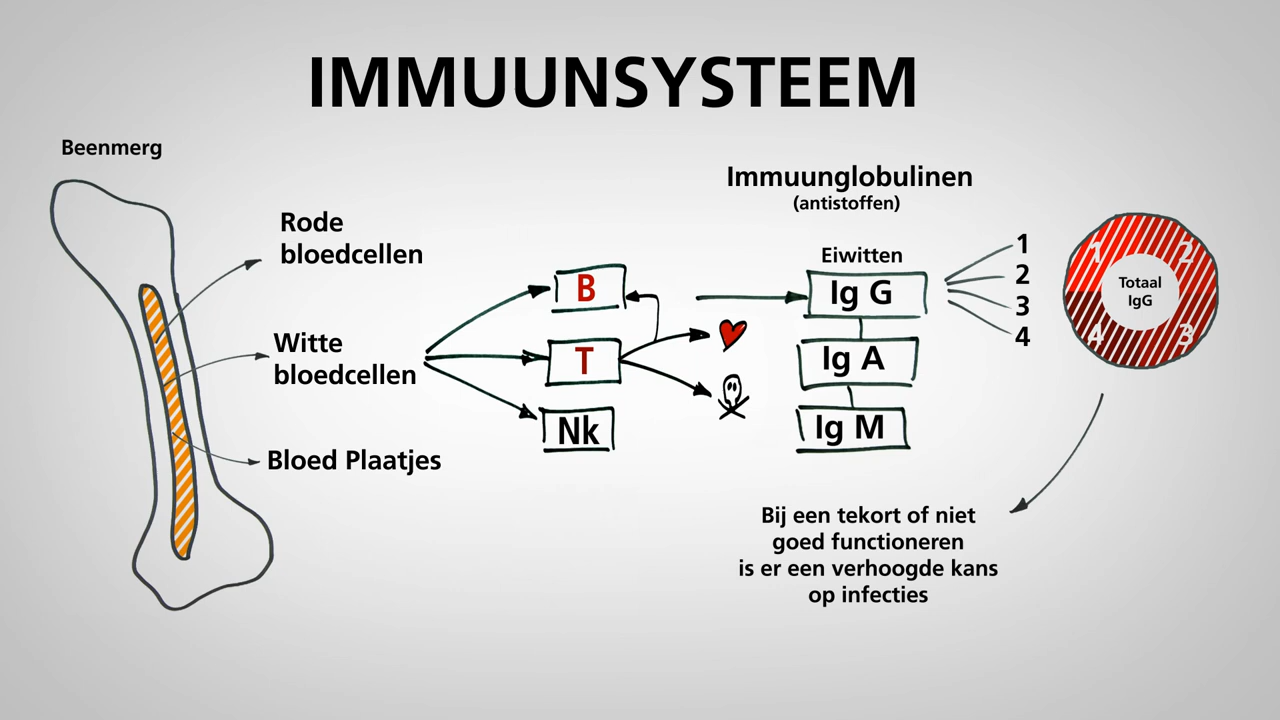 IMMUUNSYSTEEM
Beenmerg
Rode
bloedcellen
Witte
bloedcellen
Bloed Plaatjes
B
T
Nk
Immuunglobulinen
(antistoffen)
Eiwitten
Ig G
Ig A
Ig M
1
2
3
4
1
2
3
4
Totaal
IgG
Bij een tekort of niet
goed functioneren
is er een verhoogde kans
op infecties